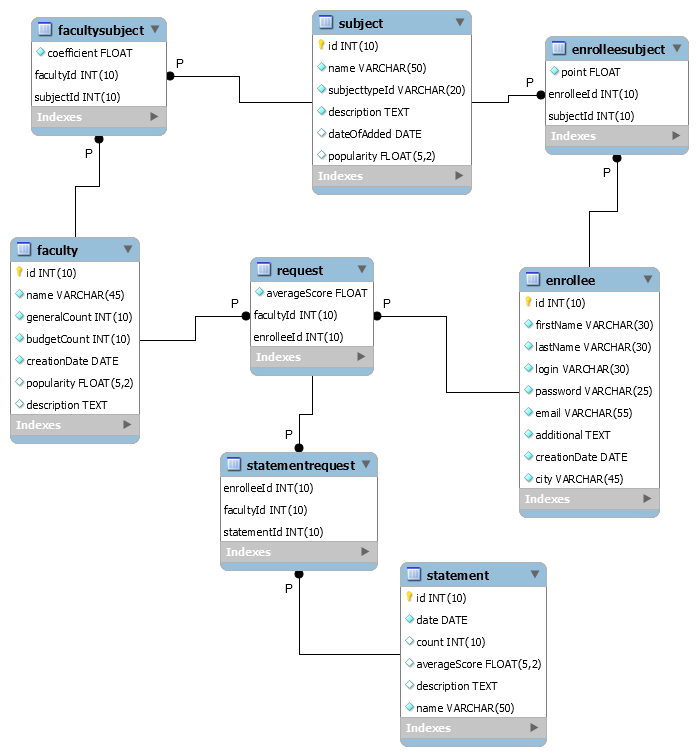 facultysubject
coefficient FLOAT
facultyId INT(10)
subjectId INT(10)
Indexes
P
P
subject
id INT(10)
name VARCHAR(50)
subjecttypeId VARCHAR(20)
description TEXT
dateOfAdded DATE
popularity FLOAT(5,2)
Indexes
P
enrolleesubject
point FLOAT
enrolleeId INT(10)
subjectId INT(10)
Indexes
P
faculty
id INT(10)
name VARCHAR(45)
generalCount INT(10)
budgetCount INT(10)
creationDate DATE
popularity FLOAT(5,2)
description TEXT
Indexes
P
request
averageScore FLOAT
facultyId INT(10)
enrolleeId INT(10)
Indexes
P
enrollee
id INT(10)
firstName VARCHAR(30)
lastName VARCHAR(30)
login VARCHAR(30)
password VARCHAR(25)
email VARCHAR(55)
additional TEXT
creationDate DATE
city VARCHAR(45)
Indexes
P
statementrequest
enrolleeId INT(10)
facultyId INT(10)
statementId INT(10)
Indexes
P
statement
id INT(10)
date DATE
count INT(10)
averageScore FLOAT(5,2)
description TEXT
name VARCHAR(50)
Indexes